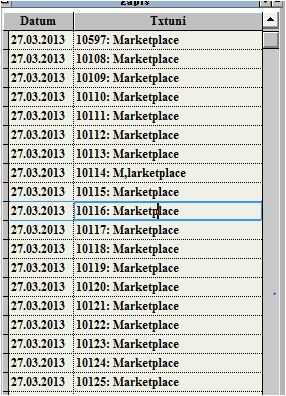 zapis
Datum Txtuni
27.03.2013 10597: Marketplace
27.03.2013 10108: Marketplace
27.03.2013 10109: Marketplace
27.03.2013 10110: Marketplace
27.03.2013 10111: Marketplace
27.03.2013 10112: Marketplace
27.03.2013 10113: Marketplace
27.03.2013 10114: M,larketplace
27.03.2013 10115: Marketplace
27.03.2013 10116: Marketplace
27.03.2013 10117: Marketplace
27.03.2013 10118: Marketplace
27.03.2013 10119: Marketplace
27.03.2013 10120: Marketplace
27.03.2013 10121: Marketplace
27.03.2013 10122: Marketplace
27.03.2013 10123: Marketplace
27.03.2013 10124: Marketplace
27.03.2013 10125: Marketplace